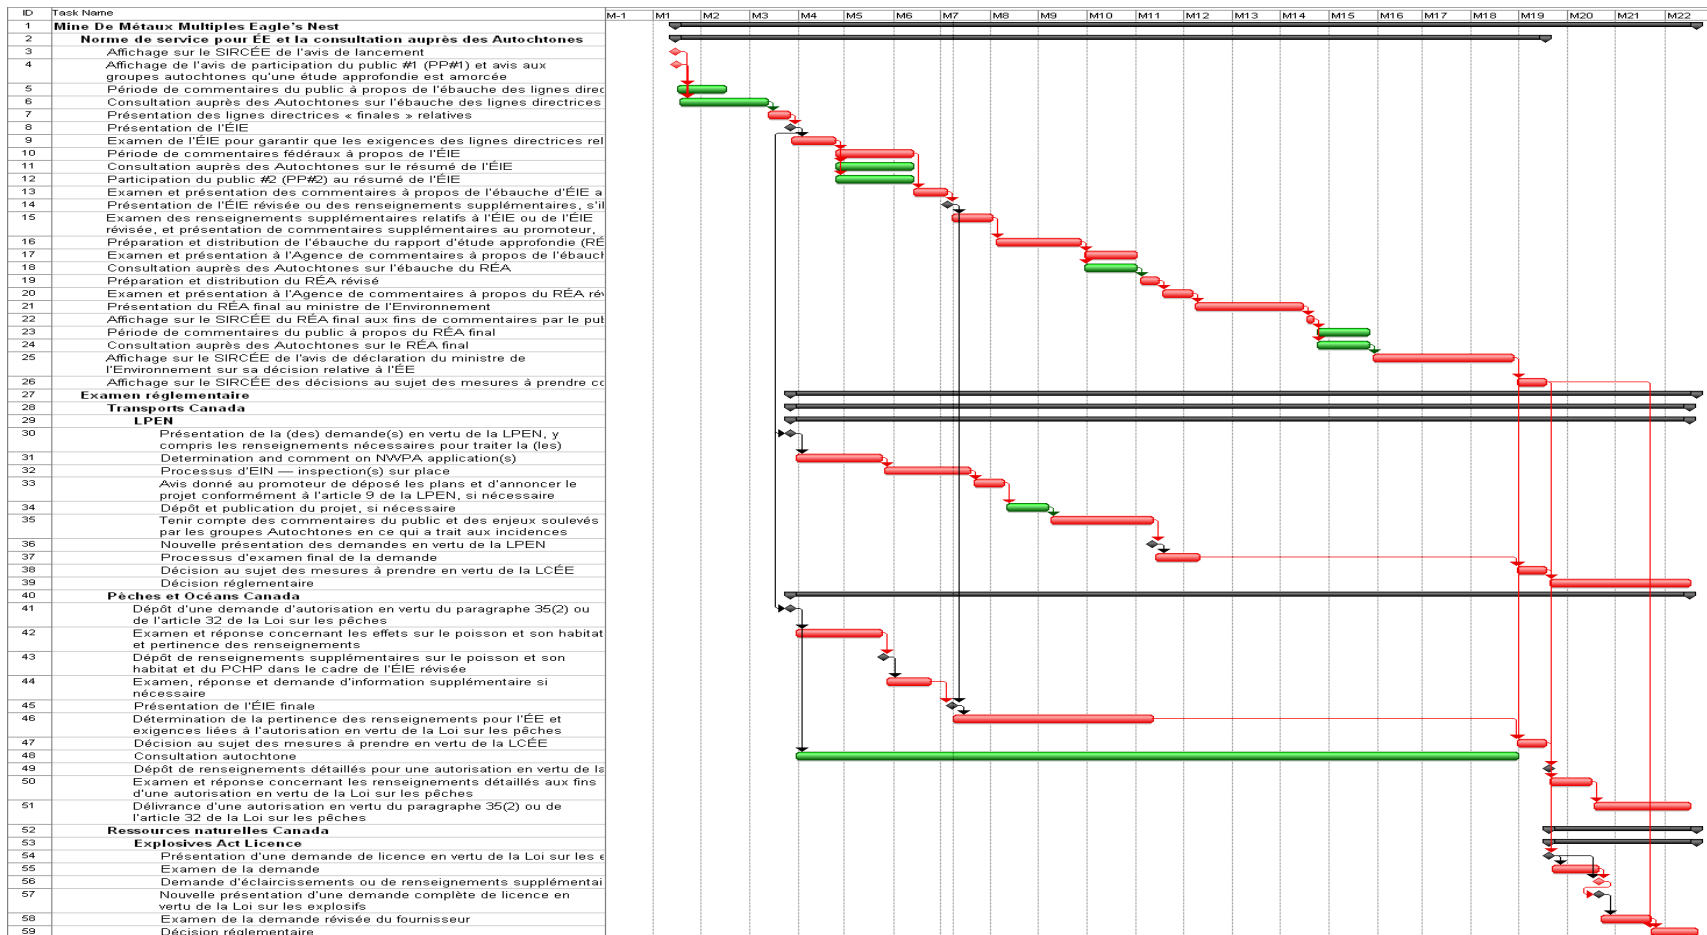 ID Task Name M-1 M1 M2 M3 M4 M5 M6 M7 M8 M9 M10 M11 M12 M13 M14 M15 M16 M17 M18 M19 M20 M21 M22
1 Mine De Métaux Multiples Eagle's Nest
2 Norme de service pour ÉE et la consultation auprès des Autochtones
3 Affichage sur le SIRCÉE de l'avis de lancement
4 Affichage de l'avis de participation du public #1 (PP#1) et avis aux
groupes autochtones qu'une étude approfondie est amorcée
5 Période de commentaires du public à propos de l'ébauche des lignes direc
6 Consultation auprès des Autochtones sur l'ébauche des lignes directrices
7 Présentation des lignes directrices « finales » relatives
8 Présentation de l'ÉIE
9 Examen de l'ÉIE pour garantir que les exigences des lignes directrices rel
10 Période de commentaires fédéraux à propos de l'ÉIE
11 Consultation auprès des Autochtones sur le résumé de l'ÉIE
12 Participation du public #2 (PP#2) au résumé de l'ÉIE
13 Examen et présentation des commentaires à propos de l'ébauche d'ÉIE a
14 Présentation de l'ÉIE révisée ou des renseignements supplémentaires, s'il
15 Examen des renseignements supplémentaires relatifs à l'ÉIE ou de l'ÉIE
révisée, et présentation de commentaires supplémentaires au promoteur,
16 Préparation et distribution de l'ébauche du rapport d'étude approfondie (RÉ
17 Examen et présentation à l'Agence de commentaires à propos de l'ébauch
18 Consultation auprès des Autochtones sur l'ébauche du RÉA
19 Préparation et distribution du RÉA révisé
20 Examen et présentation à l'Agence de commentaires à propos du RÉA rév
21 Présentation du RÉA final au ministre de l'Environnement
22 Affichage sur le SIRCÉE du RÉA final aux fins de commentaires par le pub
23 Période de commentaires du public à propos du RÉA final
24 Consultation auprès des Autochtones sur le RÉA final
25 Affichage sur le SIRCÉE de l'avis de déclaration du ministre de
l'Environnement sur sa décision relative à l'ÉE
26 Affichage sur le SIRCÉE des décisions au sujet des mesures à prendre co
27 Examen réglementaire
28 Transports Canada
29 LPEN
30 Présentation de la (des) demande(s) en vertu de la LPEN, y
compris les renseignements nécessaires pour traiter la (les)
31 Determination and comment on NWPA application(s)
32 Processus d'EIN — inspection(s) sur place
33 Avis donné au promoteur de déposé les plans et d'annoncer le
projet conformément à l'article 9 de la LPEN, si nécessaire
34 Dépôt et publication du projet, si nécessaire
35 Tenir compte des commentaires du public et des enjeux soulevés
par les groupes Autochtones en ce qui a trait aux incidences
36 Nouvelle présentation des demandes en vertu de la LPEN
37 Processus d'examen final de la demande
38 Décision au sujet des mesures à prendre en vertu de la LCÉE
39 Décision réglementaire
40 Pêches et Océans Canada
41 Dépôt d'une demande d'autorisation en vertu du paragraphe 35(2) ou
de l'article 32 de la Loi sur les pêches
42 Examen et réponse concernant les effets sur le poisson et son habitat
et pertinence des renseignements
43 Dépôt de renseignements supplémentaires sur le poisson et son
habitat et du PCHP dans le cadre de l'ÉIE révisée
44 Examen, réponse et demande d'information supplémentaire si
nécessaire
45 Présentation de l'ÉIE finale
46 Détermination de la pertinence des renseignements pour l'ÉE et
exigences liées à l'autorisation en vertu de la Loi sur les pêches
47 Décision au sujet des mesures à prendre en vertu de la LCÉE
48 Consultation autochtone
49 Dépôt de renseignements détaillés pour une autorisation en vertu de la
50 Examen et réponse concernant les renseignements détaillés aux fins
d'une autorisation en vertu de la Loi sur les pêches
51 Délivrance d'une autorisation en vertu du paragraphe 35(2) ou de
l'article 32 de la Loi sur les pêches
52 Ressources naturelles Canada
53 Explosives Act Licence
54 Présentation d'une demande de licence en vertu de la Loi sur les e
55 Examen de la demande
56 Demande d'éclaircissements ou de renseignements supplémentai
57 Nouvelle présentation d'une demande complète de licence en
vertu de la Loi sur les explosifs
58 Examen de la demande révisée du fournisseur
59 Décision réglementaire